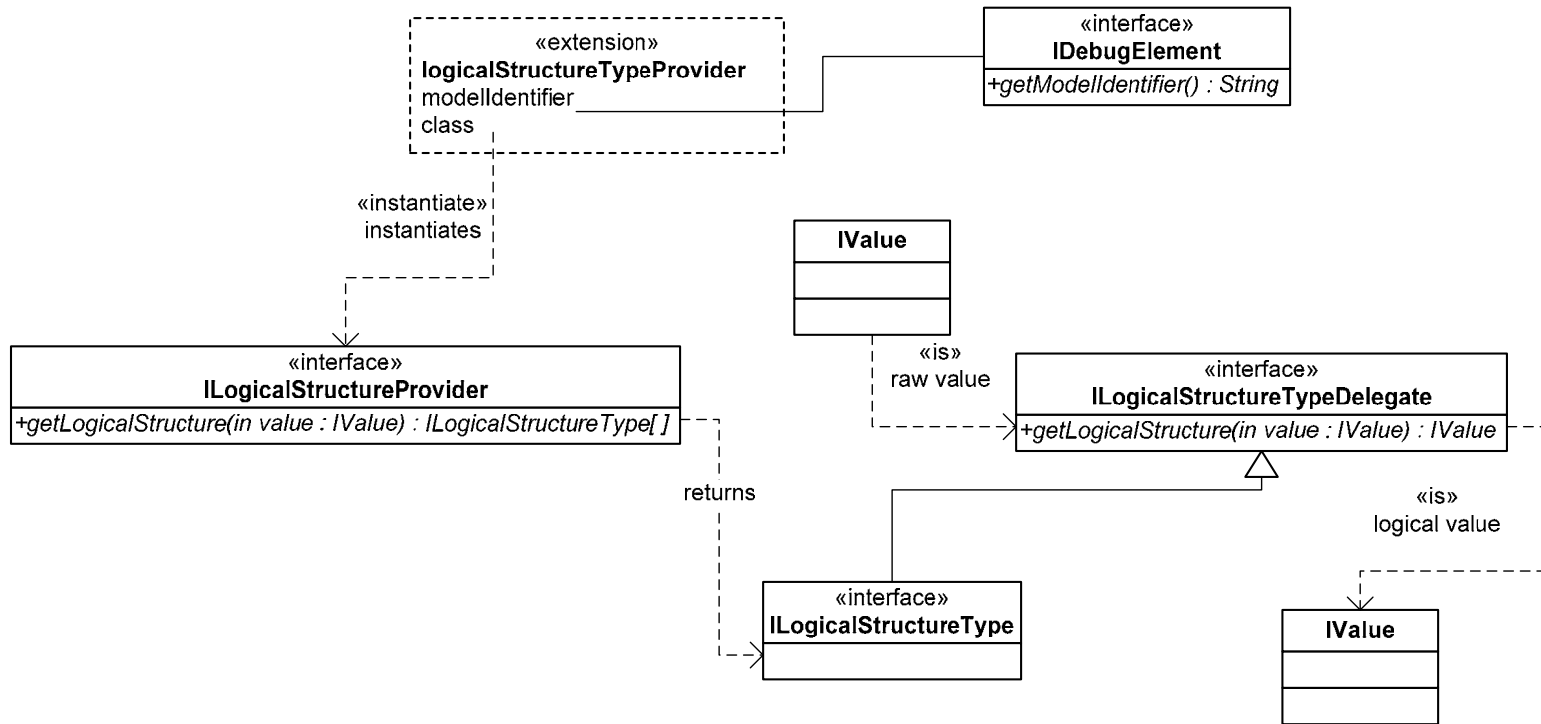 «extension»
logicalStructureTypeProvider
modelIdentifier
class
«interface»
IDebugElement
+getModelIdentifier() : String
«instantiate»
instantiates
IValue
«is»
raw value
«interface»
ILogicalStructureProvider
+getLogicalStructure(in value : IValue) : ILogicalStructureType[ ]
«interface»
ILogicalStructureTypeDelegate
+getLogicalStructure(in value : IValue) : IValue
returns
«is»
logical value
«interface»
ILogicalStructureType
IValue